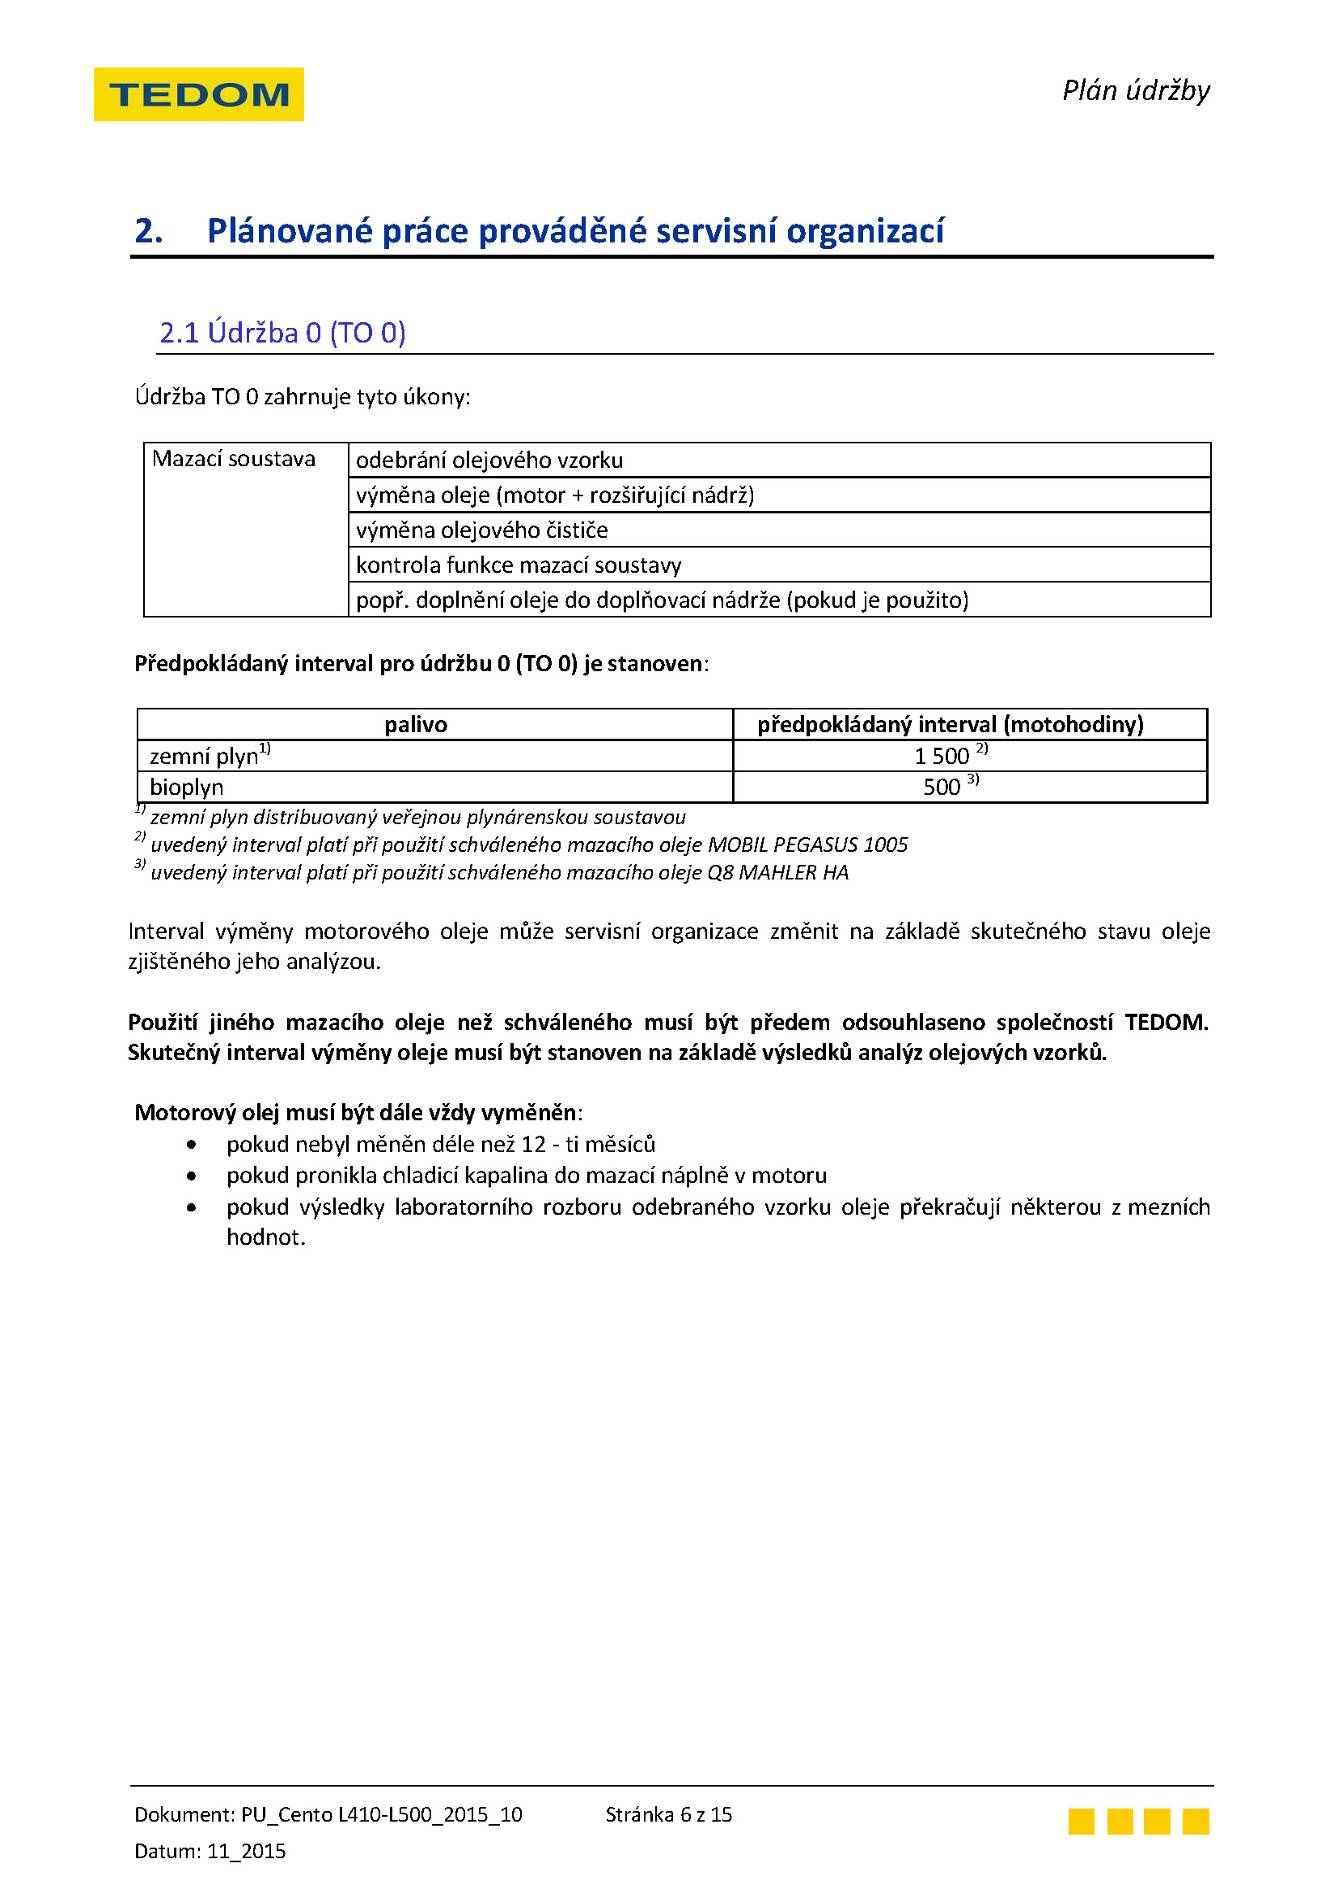 TEDOM
Plán údržby
2. Plánované práce prováděné servisní organizací
2.1 Údržba 0 (TO 0)
Údržba TO 0 zahrnuje tyto úkony:
Mazací soustava
odebrání olejového vzorku
výměna oleje (motor + rozšiřující nádrž)
výměna olejového čističe
kontrola funkce mazací soustavy
popř. doplnění oleje do doplňovací nádrže (pokud je použito)
Předpokládaný interval pro údržbu 0 (TO 0) je stanoven:
palivo předpokládaný interval (motohodiny)
zemní plyn1) 1 500 2)
bioplyn 500 3)
1) zemní plyn distribuovaný veřejnou plynárenskou soustavou
2) uvedený interval platí při použití schváleného mazacího oleje MOBIL PEGASUS 1005
3) uvedený interval platí při použití schváleného mazacího oleje Q8 MAHLER HA
Interval výměny motorového oleje může servisní organizace změnit na základě skutečného stavu oleje
zjištěného jeho analýzou.
Použití jiného mazacího oleje než schváleného musí být předem odsouhlaseno společností TEDOM.
Skutečný interval výměny oleje musí být stanoven na základě výsledků analýz olejových vzorků.
Motorový olej musí být dále vždy vyměněn:
• pokud nebyl měněn déle než 12 - ti měsíců
• pokud pronikla chladicí kapalina do mazací náplně v motoru
• pokud výsledky laboratorního rozboru odebraného vzorku oleje překračují některou z mezních
hodnot.
Dokument: PU_Cento L410-L500_2015_10 Stránka 6 z 15
Datum: 11_2015